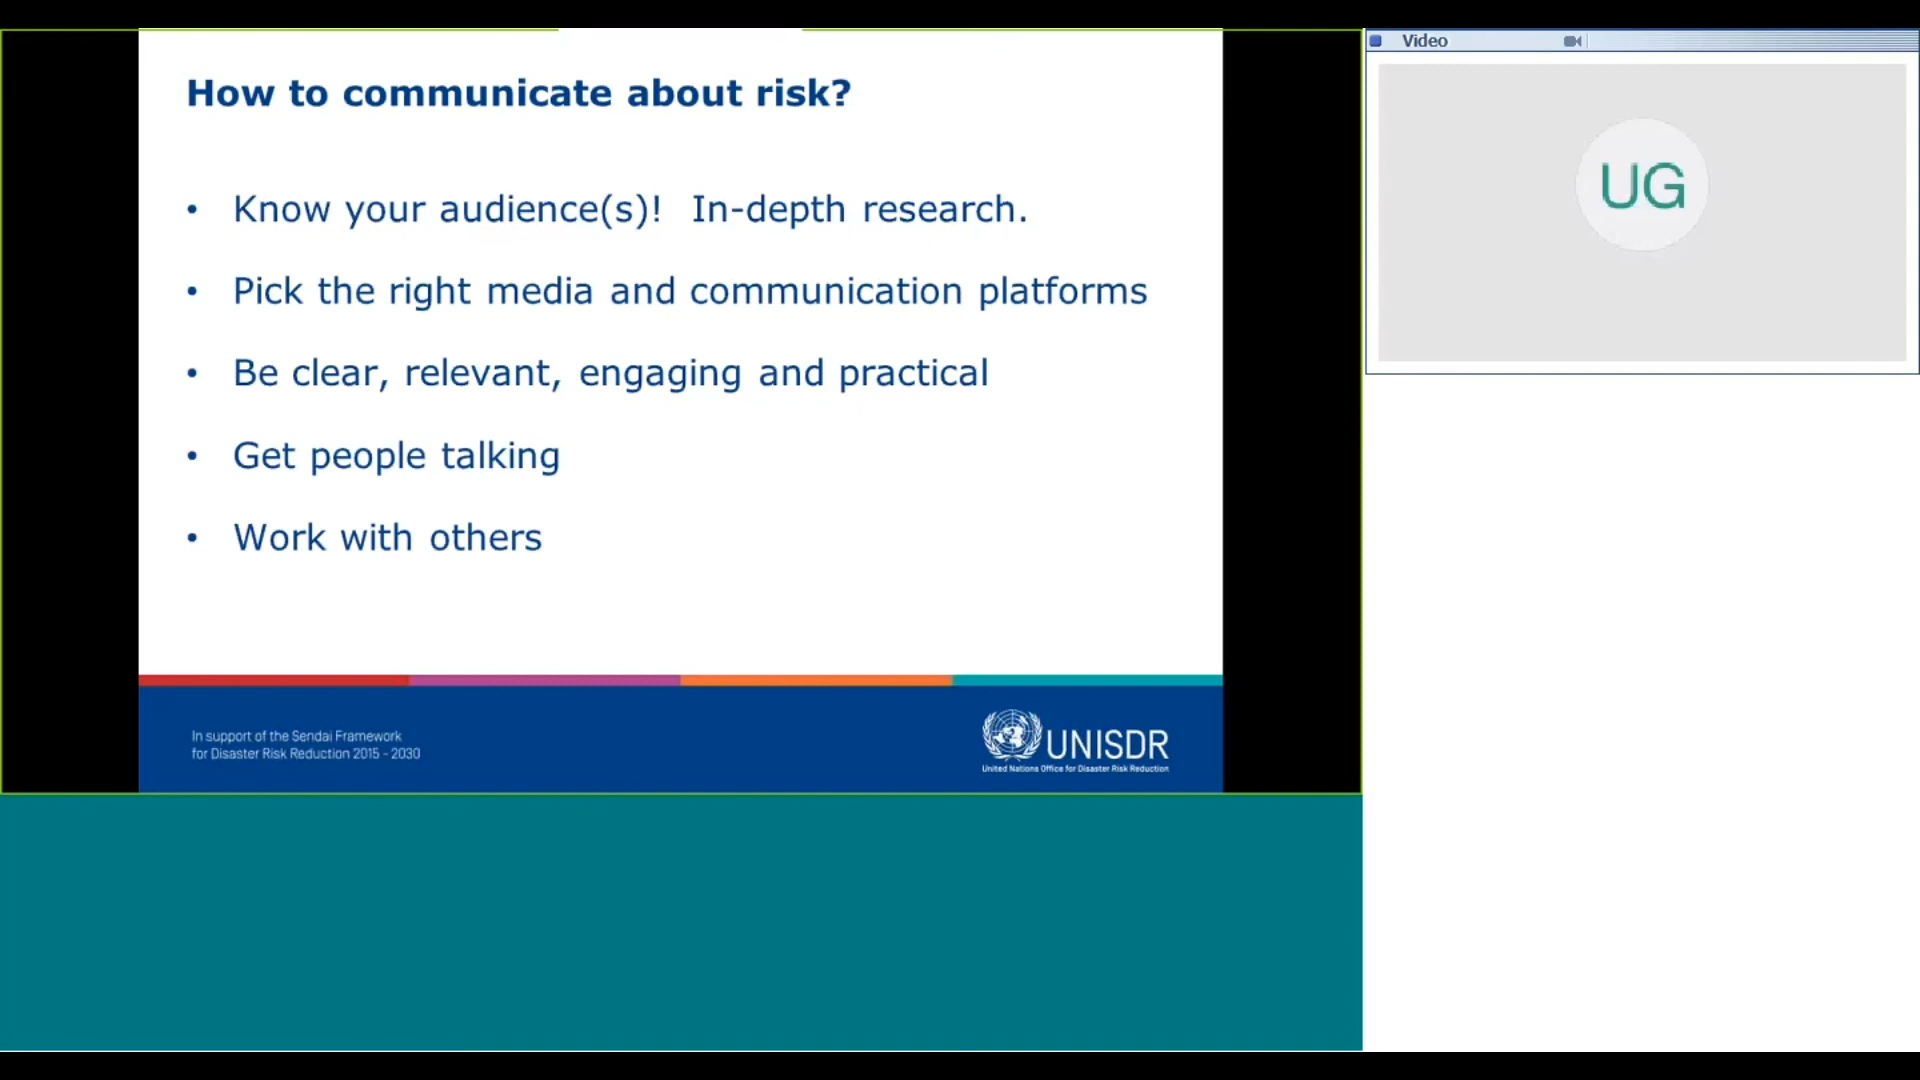 How to communicate about risk?
• Know your audience(s)! In-depth research.
• Pick the right media and communication platforms
• Be clear, relevant, engaging and practical
• Get people talking
• Work with others
In support of the Sendai Framework
for Disaster Risk Reduction 2015 - 2030
UNISDR
United Nations Office for Disaster Risk Reduction
Video
UG